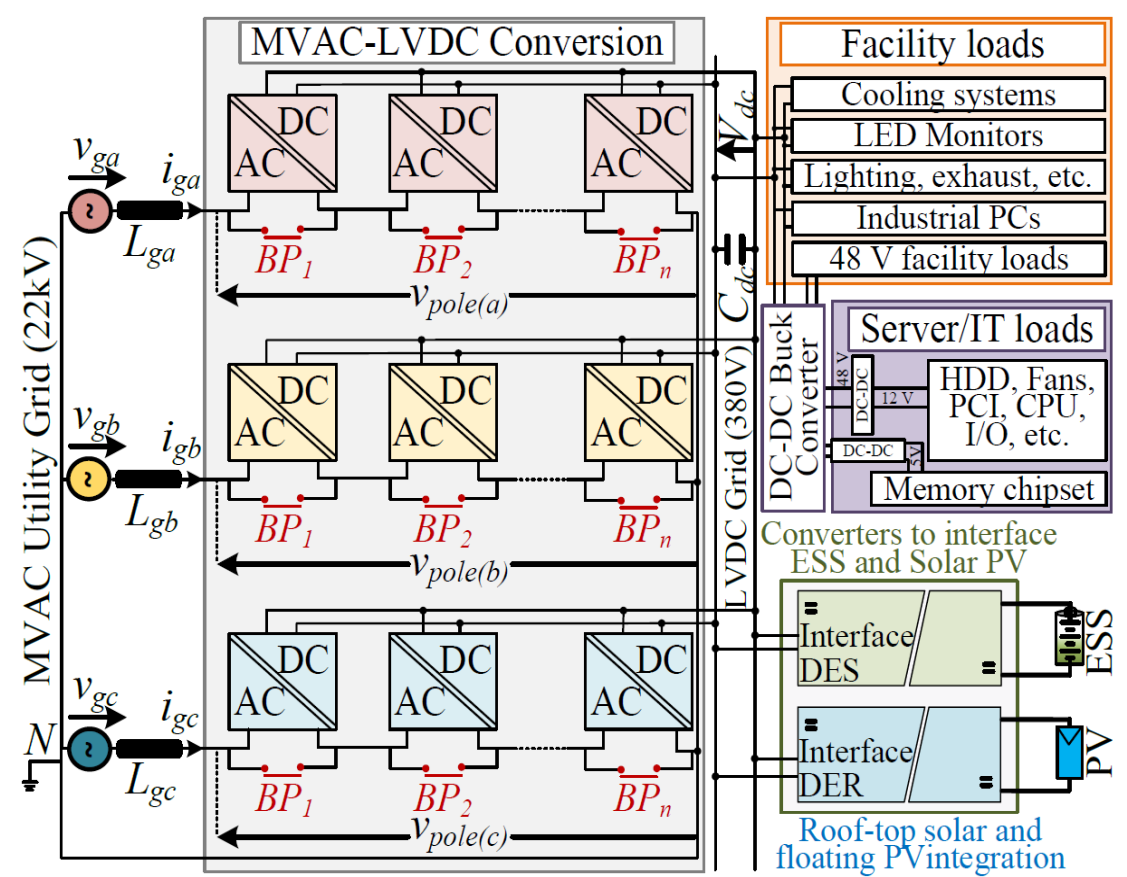 MVAC-LVDC Conversion
DC
AC
DC
AC
DC
AC
v_ga
i_ga
L_ga
BP_1
BP_2
BP_n
v_pole(a)
DC
AC
DC
AC
DC
AC
v_gb
i_gb
L_gb
BP_1
BP_2
BP_n
v_pole(b)
DC
AC
DC
AC
DC
AC
v_gc
i_gc
N
L_gc
BP_1
BP_2
BP_n
v_pole(c)
MVAC Utility Grid (22kV)
V_dc
C_dc
LVDC Grid (380V)
Facility loads
Cooling systems
LED Monitors
Lighting, exhaust, etc.
Industrial PCs
48 V facility loads
DC-DC Buck
Converter
Server/IT loads
48 V
DC-DC
12 V
HDD, Fans,
PCI, CPU,
I/O, etc.
DC-DC
5V
Memory chipset
Converters to interface
ESS and Solar PV
=
Interface
DES
=
ESS
=
Interface
DER
=
PV
Roof-top solar and
floating PVintegration